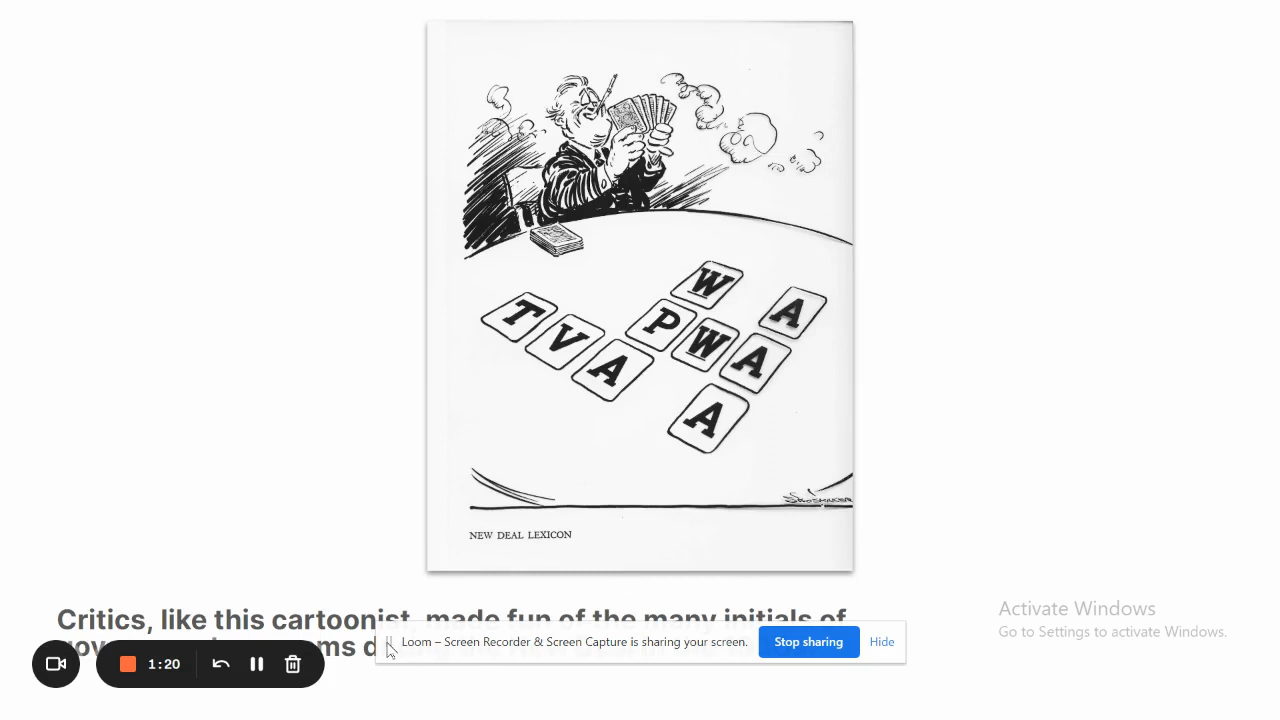 W
A
T P
V W A
A
A
SHOEMAKER
NEW DEAL LEXICON
Critics, like this cartoonist, made fun of the many initials of
Loom – Screen Recorder & Screen Capture is sharing your screen. Stop sharing Hide
1:20
Activate Windows
Go to Settings to activate Windows.